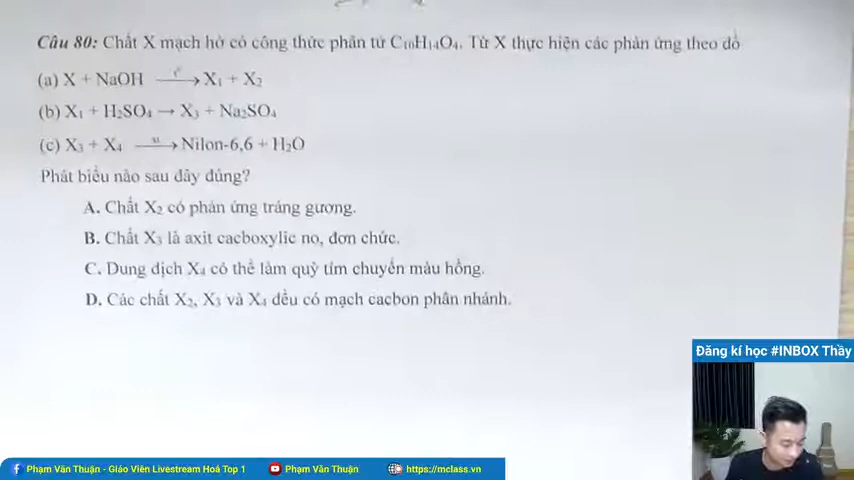 Câu 80: Chất X mạch hở có công thức phân tử C₁₀H₁₄O₄. Từ X thực hiện các phản ứng theo đồ
(a) X + NaOH —t°→ X₁ + X₂
(b) X₁ + H₂SO₄ → X₃ + Na₂SO₄
(c) X₃ + X₄ ⟶ Nilon-6,6 + H₂O
Phát biểu nào sau đây đúng?
A. Chất X₂ có phản ứng tráng gương.
B. Chất X₃ là axit cacboxylic no, đơn chức.
C. Dung dịch X₄ có thể làm quỳ tím chuyển màu hồng.
D. Các chất X₂, X₃ và X₄ đều có mạch cacbon phân nhánh.
Đăng kí học #INBOX Thầy
Phạm Văn Thuận - Giáo Viên Livestream Hoá Top 1 Phạm Văn Thuận https://mclass.vn